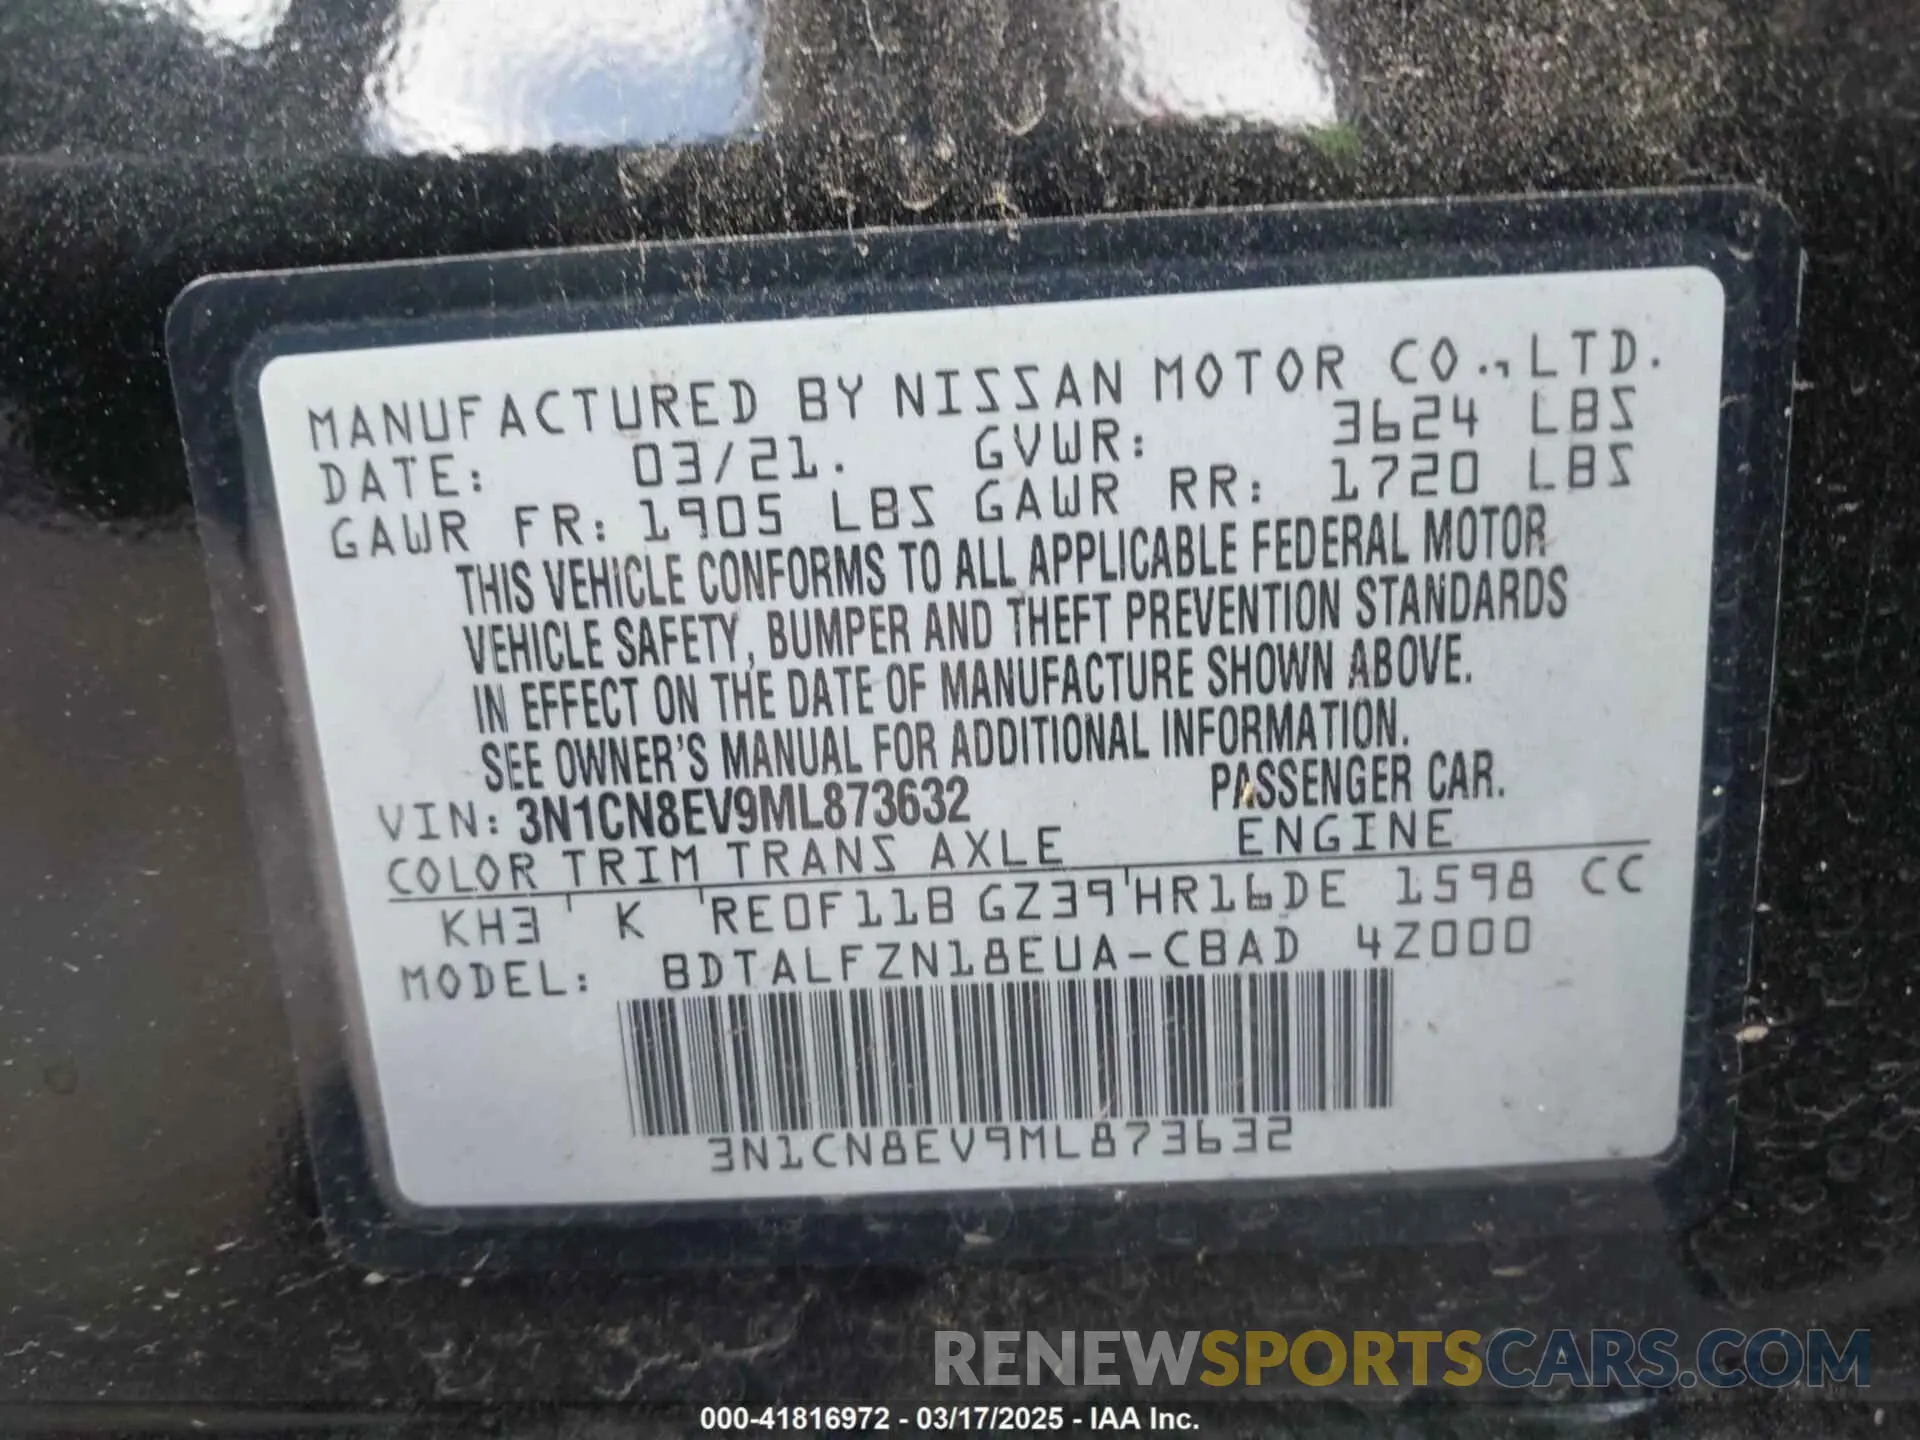 MANUFACTURED BY NISSAN MOTOR CO., LTD.
DATE: 03/21. GVWR: 3624 LBS
GAWR FR: 1905 LBS GAWR RR: 1720 LBS
THIS VEHICLE CONFORMS TO ALL APPLICABLE FEDERAL MOTOR
VEHICLE SAFETY, BUMPER AND THEFT PREVENTION STANDARDS
IN EFFECT ON THE DATE OF MANUFACTURE SHOWN ABOVE.
SEE OWNER'S MANUAL FOR ADDITIONAL INFORMATION.
VIN: 3N1CN8EV9ML873632 PASSENGER CAR.
COLOR TRIM TRANS AXLE ENGINE
KH3 K RE0F11B GZ39 HR16DE 1598 CC
MODEL: BDTALFZN18EUA-CBAD 4Z000
3N1CN8EV9ML873632
RENEWSPORTSCARS.COM
000-41816972 - 03/17/2025 - IAA Inc.